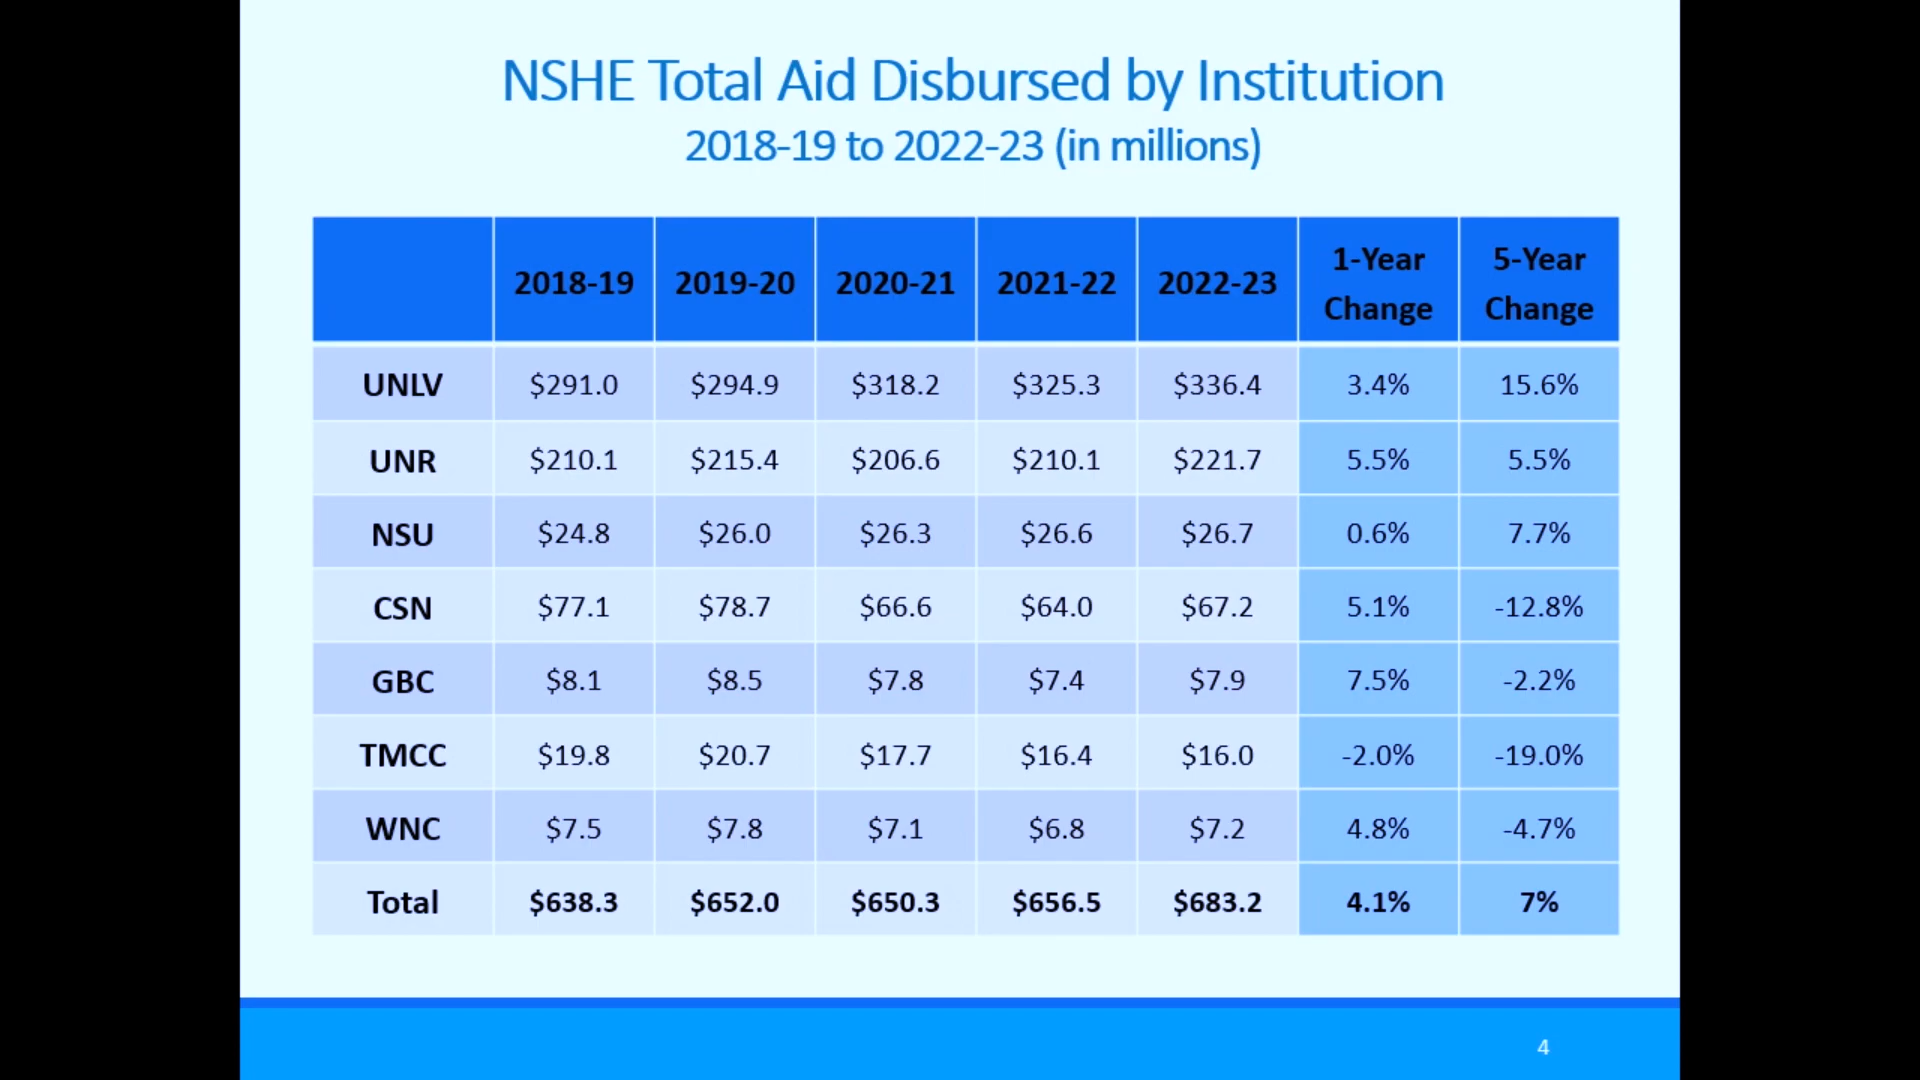 NSHE Total Aid Disbursed by Institution
2018-19 to 2022-23 (in millions)
2018-19 2019-20 2020-21 2021-22 2022-23 1-Year Change 5-Year Change
UNLV $291.0 $294.9 $318.2 $325.3 $336.4 3.4% 15.6%
UNR $210.1 $215.4 $206.6 $210.1 $221.7 5.5% 5.5%
NSU $24.8 $26.0 $26.3 $26.6 $26.7 0.6% 7.7%
CSN $77.1 $78.7 $66.6 $64.0 $67.2 5.1% -12.8%
GBC $8.1 $8.5 $7.8 $7.4 $7.9 7.5% -2.2%
TMCC $19.8 $20.7 $17.7 $16.4 $16.0 -2.0% -19.0%
WNC $7.5 $7.8 $7.1 $6.8 $7.2 4.8% -4.7%
Total $638.3 $652.0 $650.3 $656.5 $683.2 4.1% 7%
4